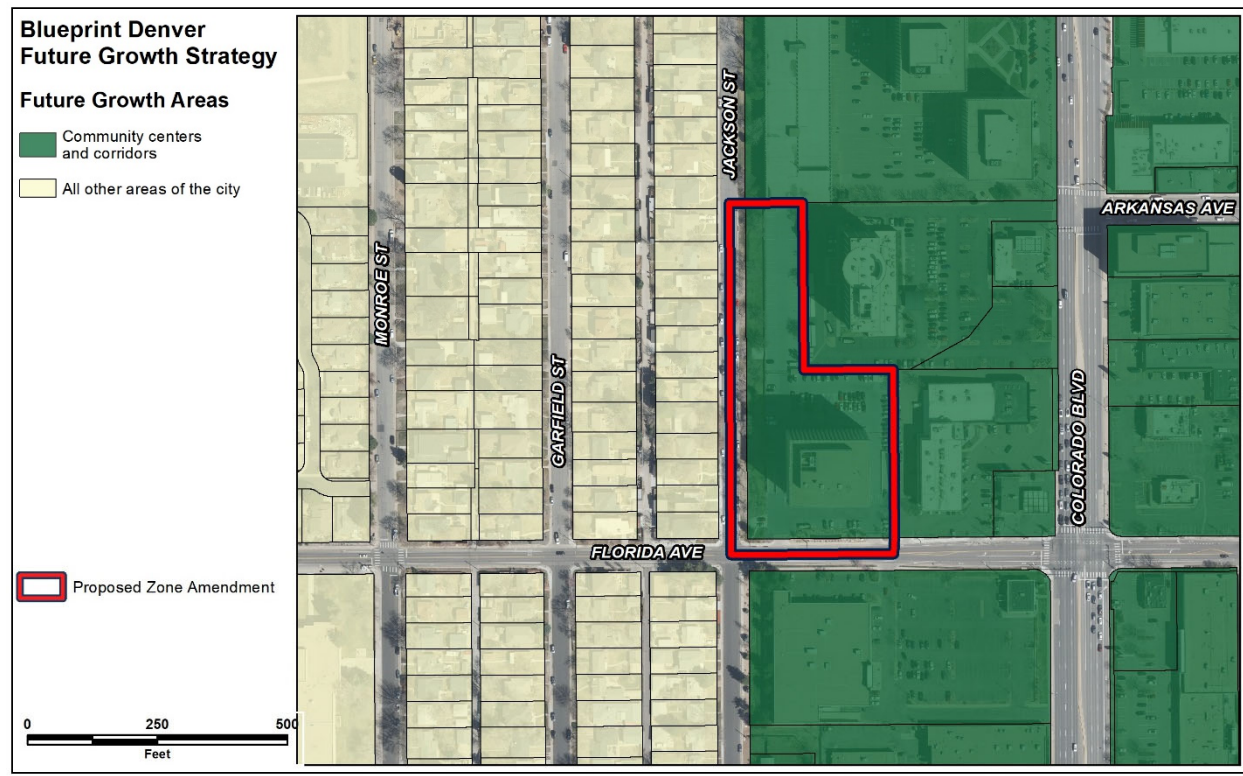 Blueprint Denver
Future Growth Strategy
Future Growth Areas
Community centers
and corridors
All other areas of the city
Proposed Zone Amendment
0 250 500
Feet
MONROE ST
GARFIELD ST
JACKSON ST
COLORADO BLVD
ARKANSAS AVE
FLORIDA AVE